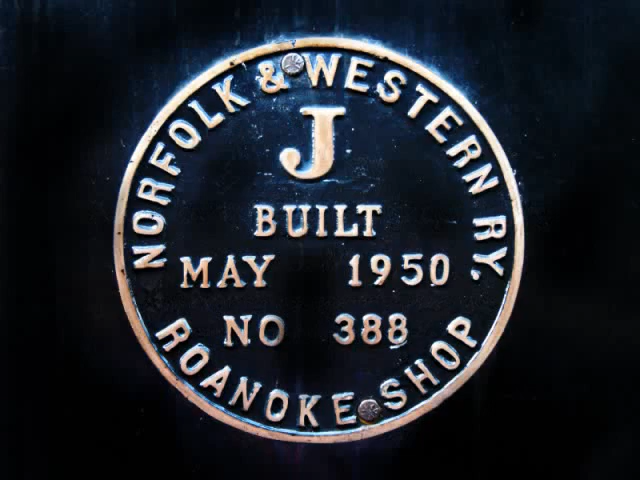 NORFOLK & WESTERN RY.
J
BUILT
MAY 1950
NO 388
ROANOKE SHOP